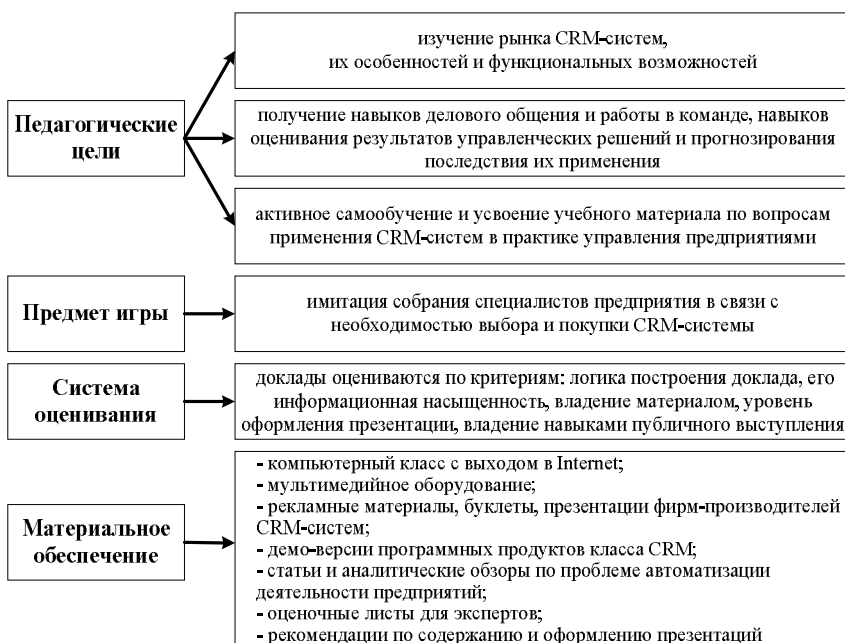 изучение рынка CRM-систем,
их особенностей и функциональных возможностей
Педагогические
цели
получение навыков делового общения и работы в команде, навыков
оценивания результатов управленческих решений и прогнозирования
последствия их применения
активное самообучение и усвоение учебного материала по вопросам
применения CRM-систем в практике управления предприятиями
Предмет игры
имитация собрания специалистов предприятия в связи с
необходимостью выбора и покупки CRM-системы
Система
оценивания
доклады оцениваются по критериям: логика построения доклада, его
информационная насыщенность, владение материалом, уровень
оформления презентации, владение навыками публичного выступления
Материальное
обеспечение
- компьютерный класс с выходом в Internet;
- мультимедийное оборудование;
- рекламные материалы, буклеты, презентации фирм-производителей
CRM-систем;
- демо-версии программных продуктов класса CRM;
- статьи и аналитические обзоры по проблеме автоматизации
деятельности предприятий;
- оценочные листы для экспертов;
- рекомендации по содержанию и оформлению презентаций